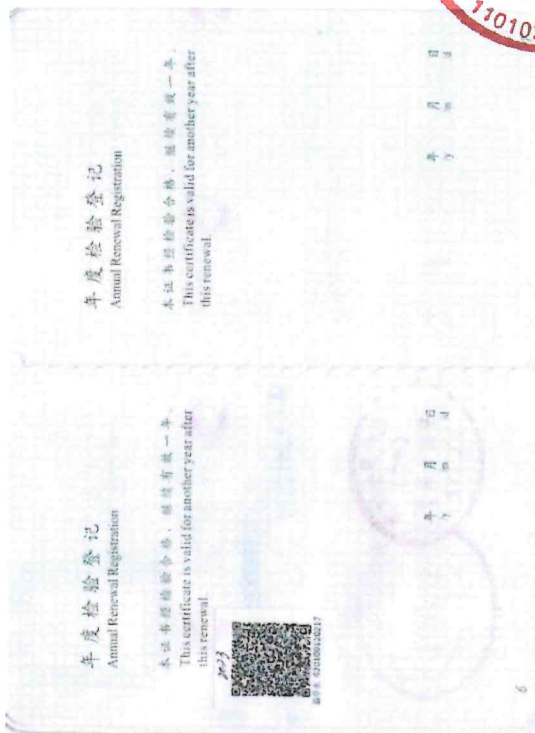 年度检验登记
Annual Renewal Registration
本证书经检验合格，继续有效一年。
This certificate is valid for another year after
this renewal.
2023
年 月 日
y m d
6
年度检验登记
Annual Renewal Registration
本证书经检验合格，继续有效一年。
This certificate is valid for another year after
this renewal.
年 月 日
y m d